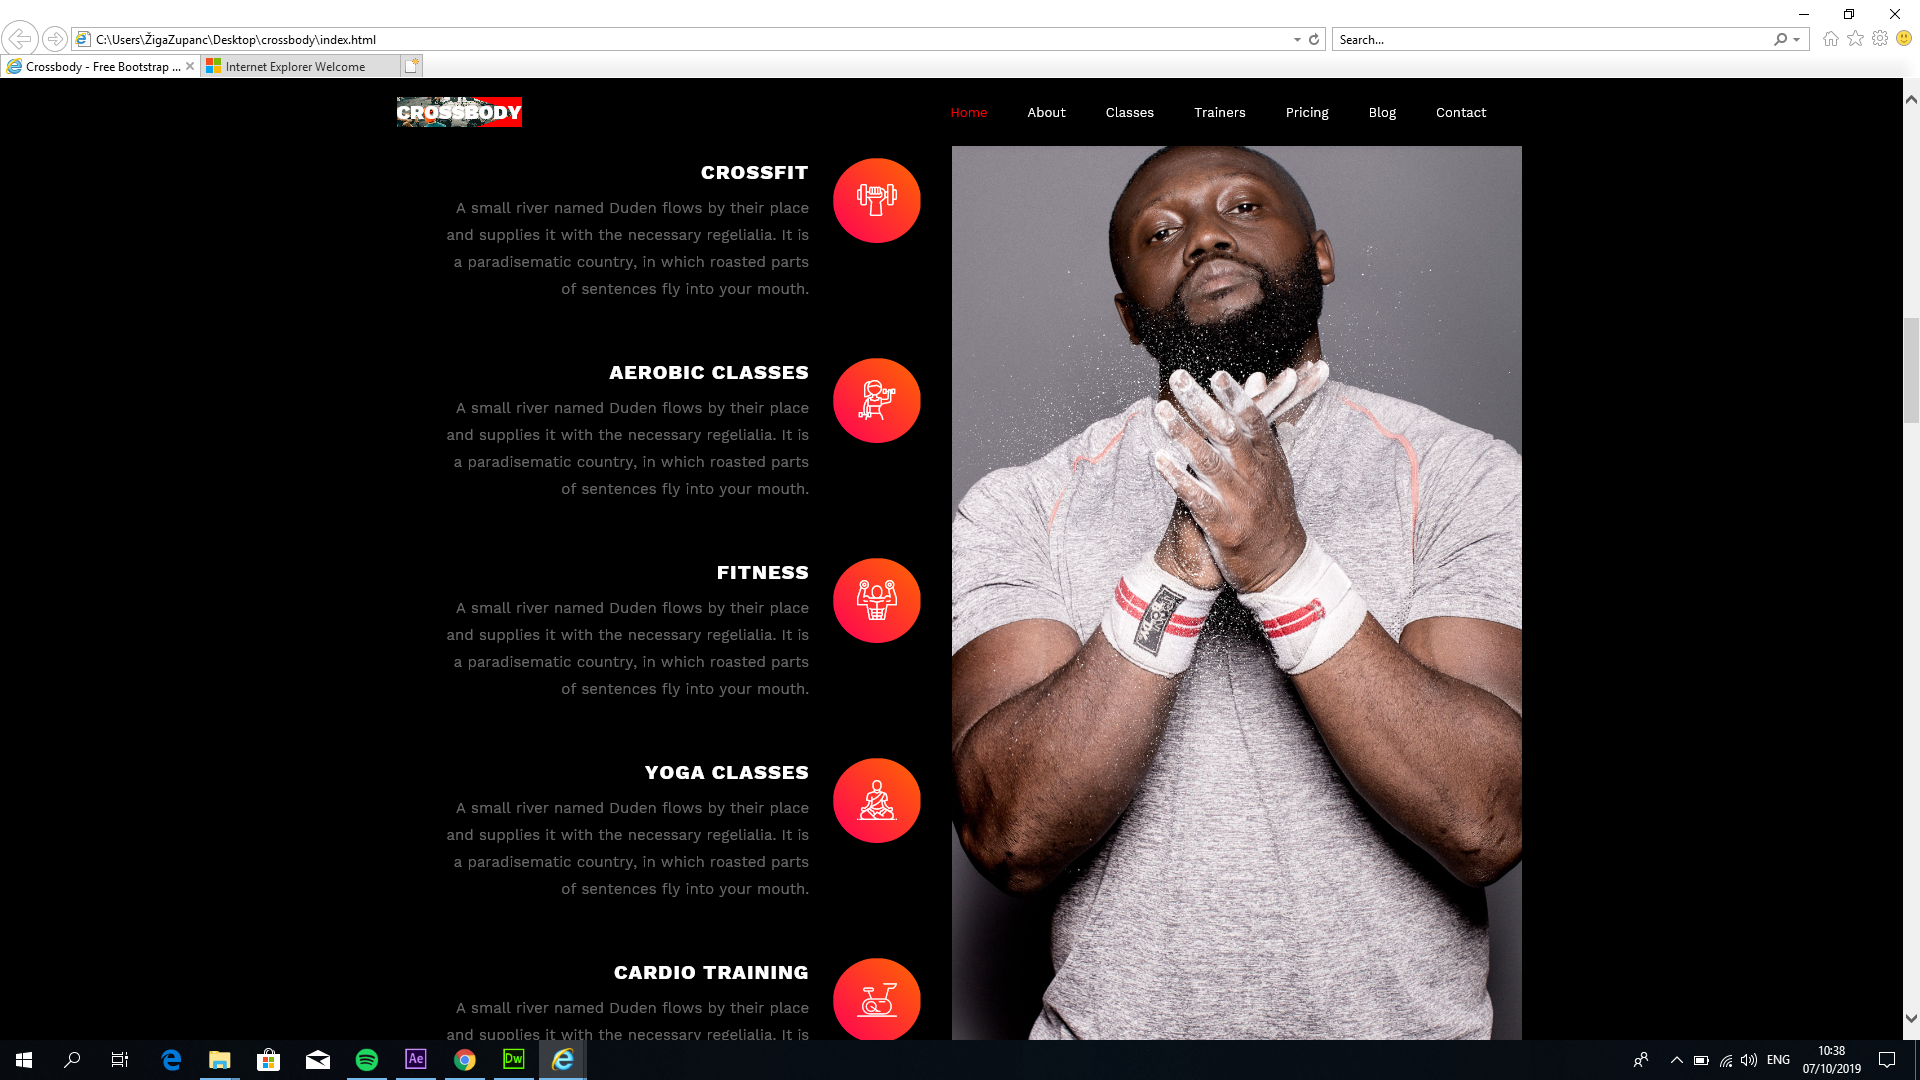 C:\Users\ŽigaZupanc\Desktop\crossbody\index.html
Search...
Crossbody - Free Bootstrap ...
Internet Explorer Welcome
CROSSBODY
Home
About
Classes
Trainers
Pricing
Blog
Contact
CROSSFIT
A small river named Duden flows by their place
and supplies it with the necessary regelialia. It is
a paradisematic country, in which roasted parts
of sentences fly into your mouth.
AEROBIC CLASSES
A small river named Duden flows by their place
and supplies it with the necessary regelialia. It is
a paradisematic country, in which roasted parts
of sentences fly into your mouth.
FITNESS
A small river named Duden flows by their place
and supplies it with the necessary regelialia. It is
a paradisematic country, in which roasted parts
of sentences fly into your mouth.
YOGA CLASSES
A small river named Duden flows by their place
and supplies it with the necessary regelialia. It is
a paradisematic country, in which roasted parts
of sentences fly into your mouth.
CARDIO TRAINING
A small river named Duden flows by their place
and supplies it with the necessary regelialia. It is
Ae
Dw
ENG
10:38
07/10/2019